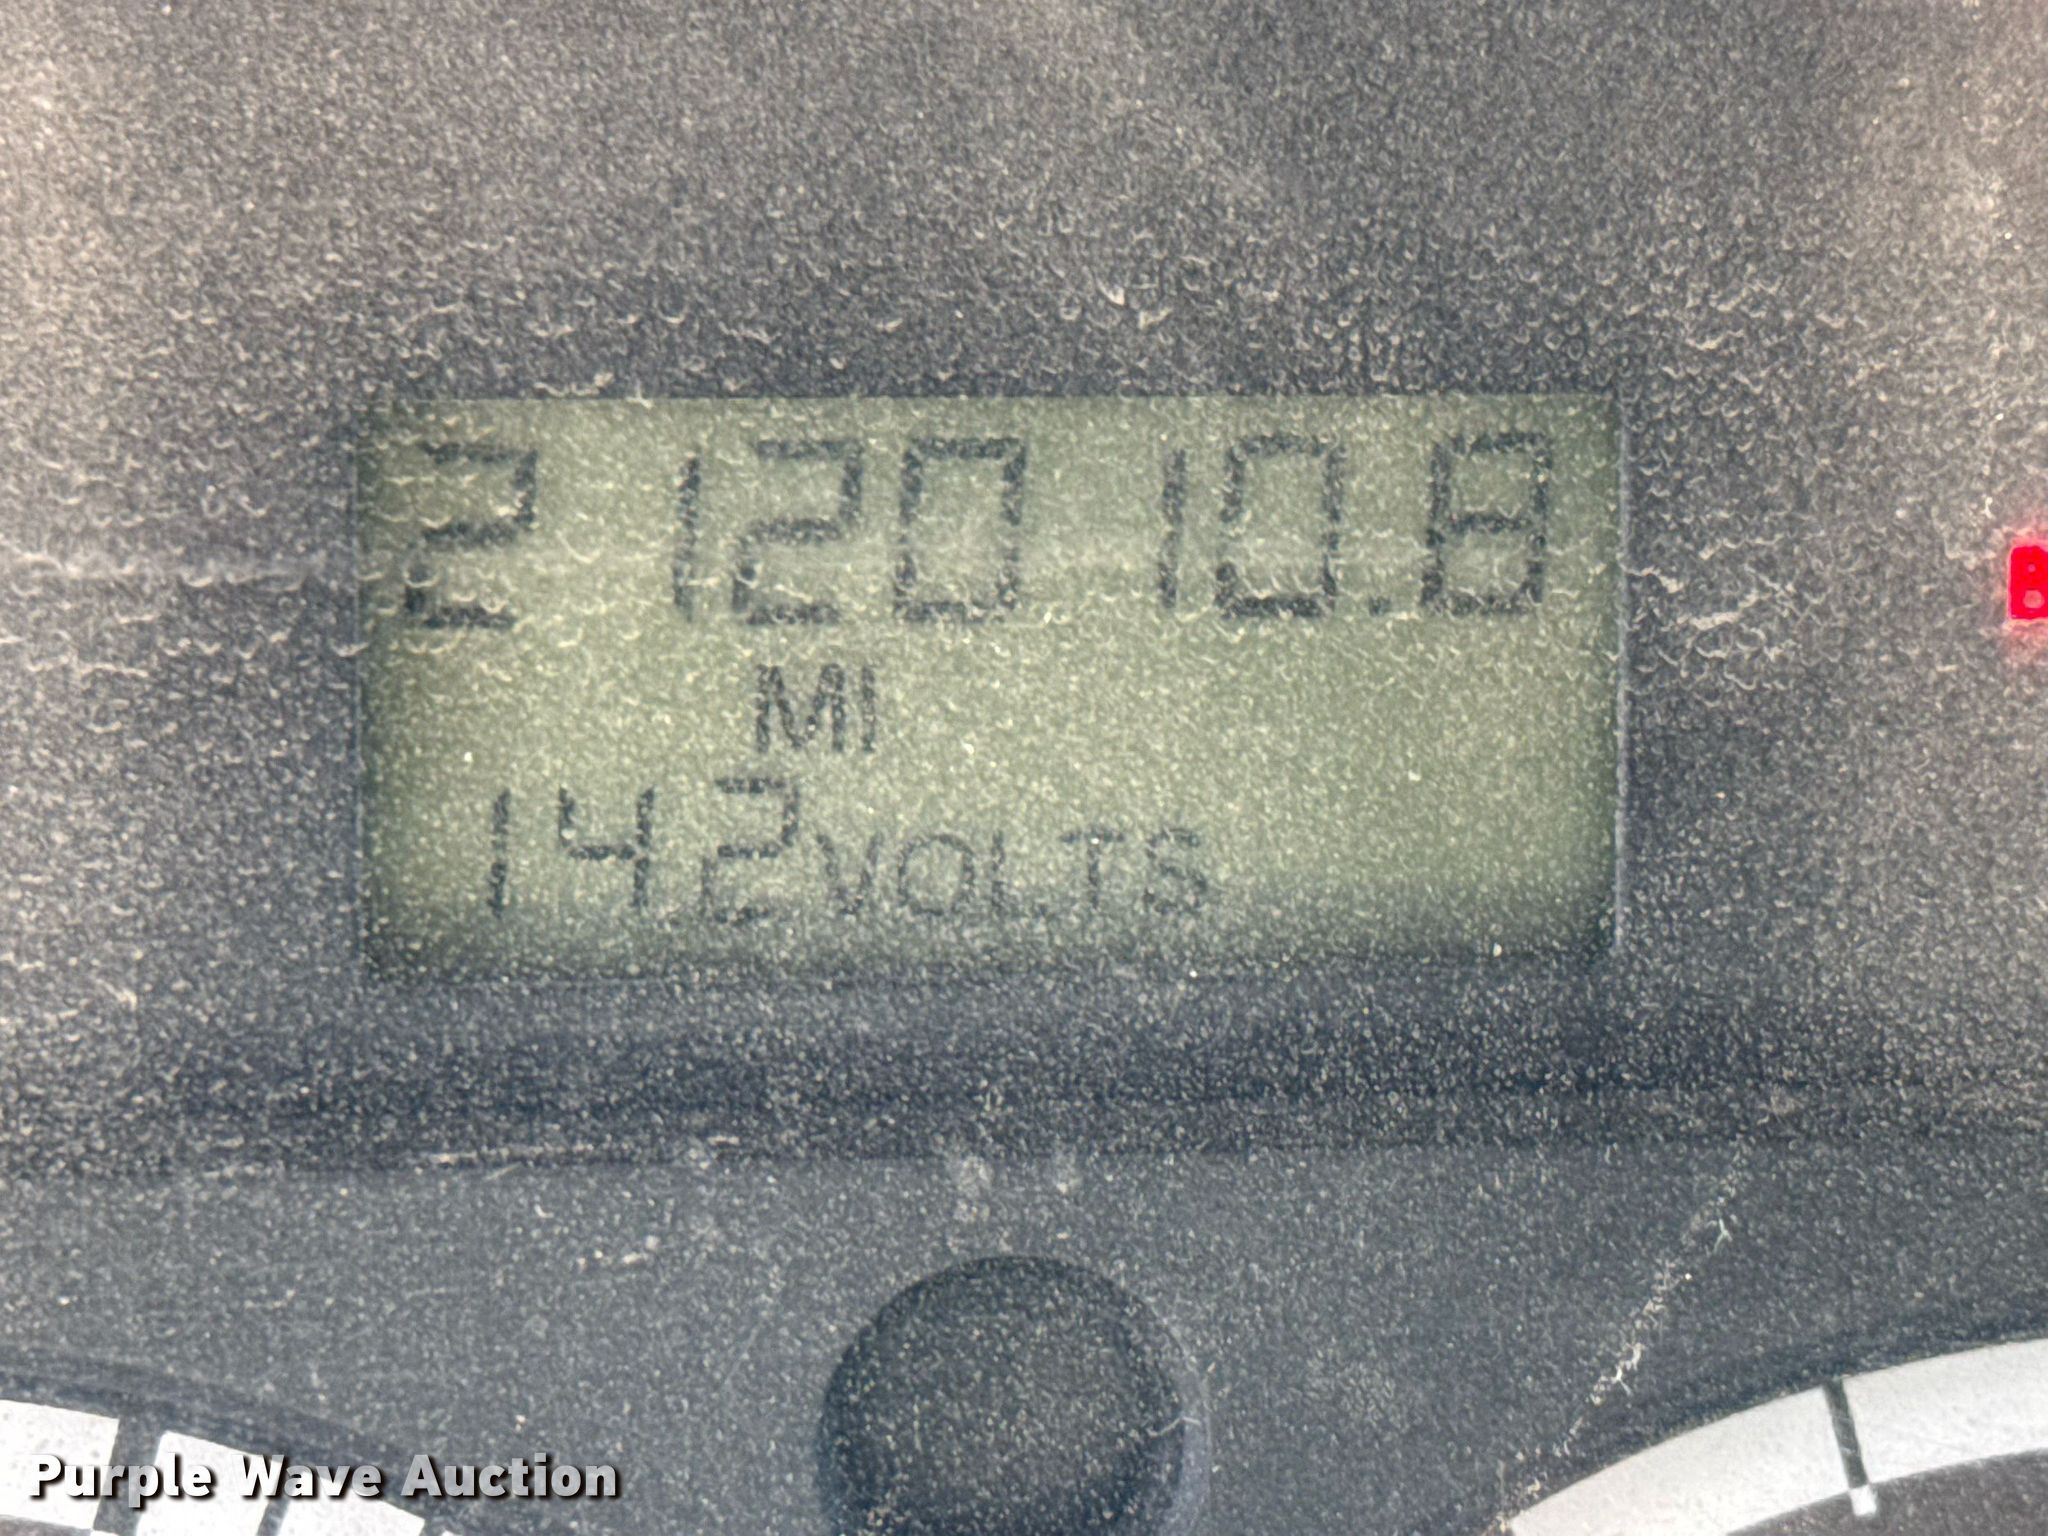 212010.8
MI
14.2VOLTS
Purple Wave Auction